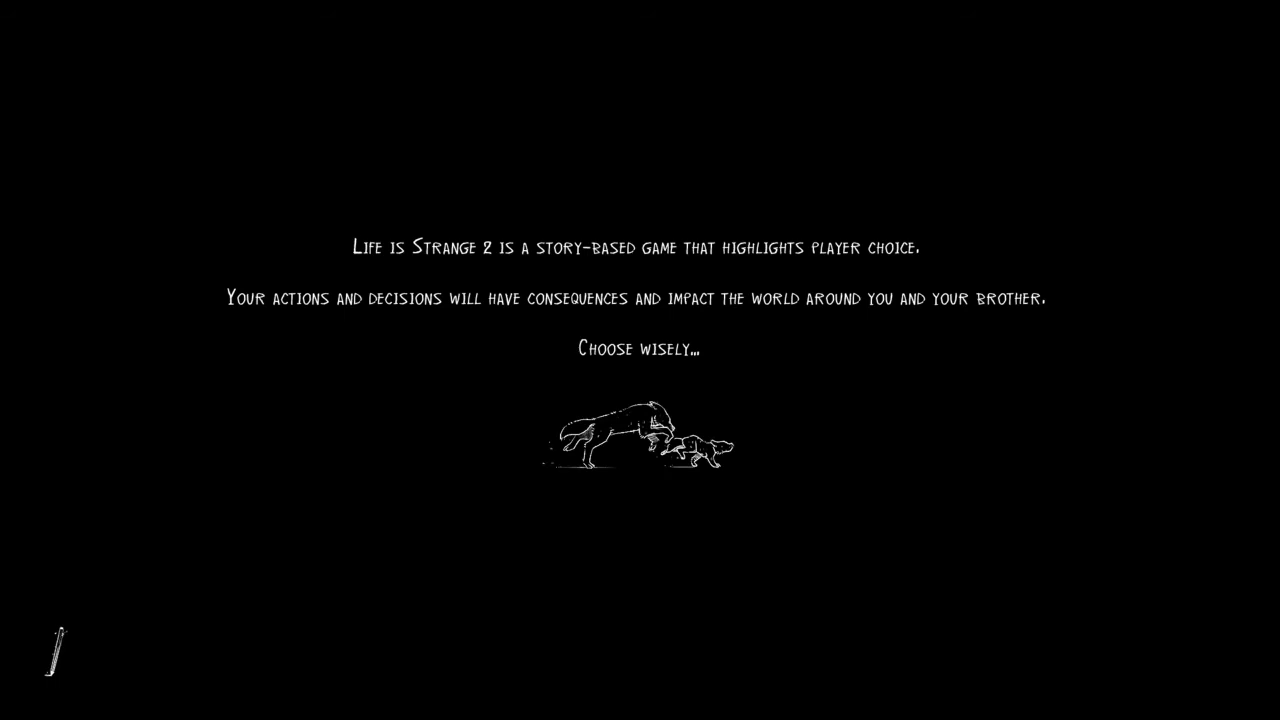 Life is Strange 2 is a story-based game that highlights player choice.
Your actions and decisions will have consequences and impact the world around you and your brother.
Choose wisely...